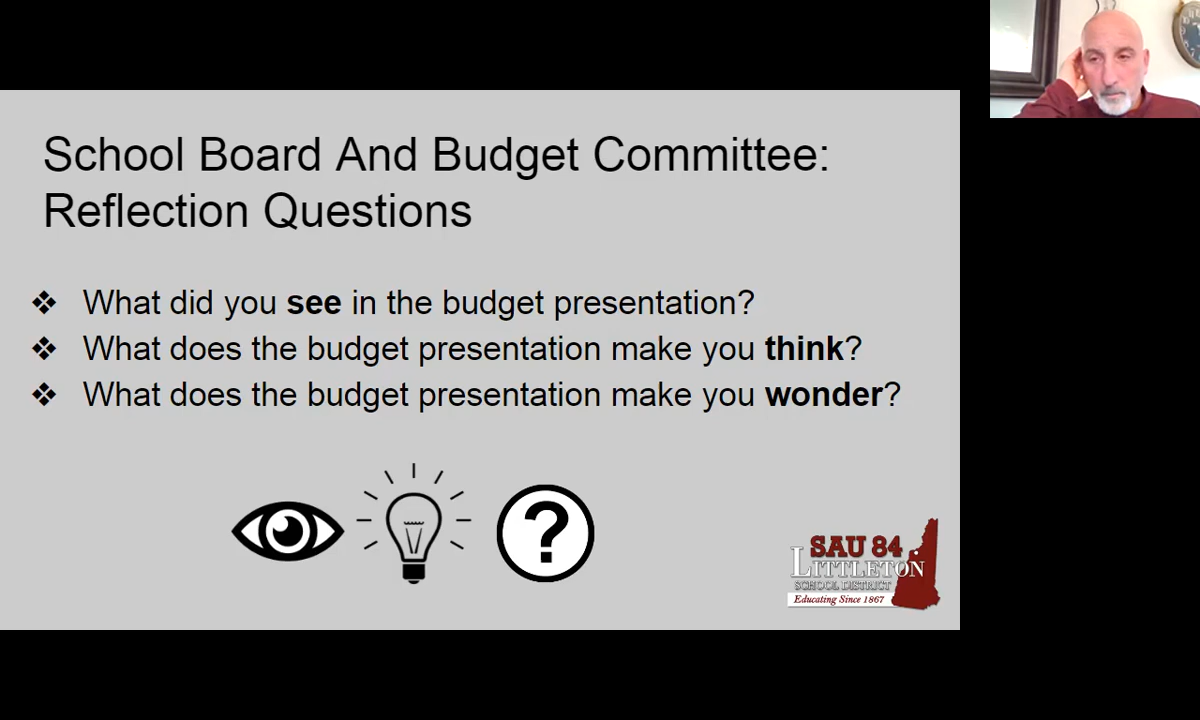 School Board And Budget Committee:
Reflection Questions
❖ What did you see in the budget presentation?
❖ What does the budget presentation make you think?
❖ What does the budget presentation make you wonder?
?
SAU 84
LITTLETON
SCHOOL DISTRICT
Educating Since 1867